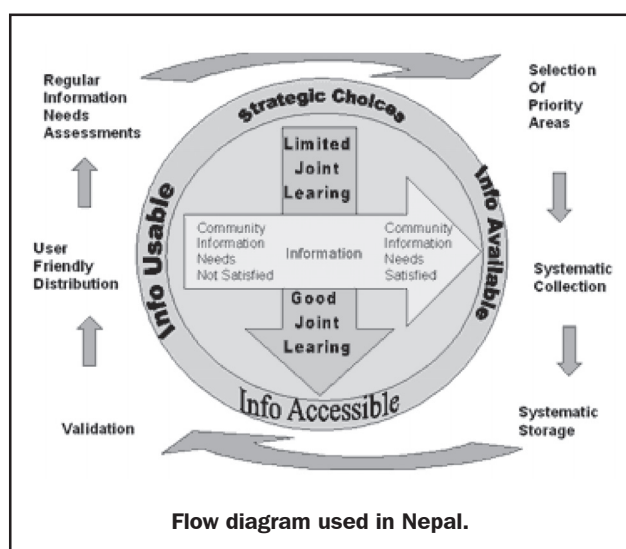 Regular
Information
Needs
Assessments
Selection
Of
Priority
Areas
Strategic Choices
Limited
Joint
Learing
Info Usable
Info Available
Community
Information
Needs
Not Satisfied
Information
Community
Information
Needs
Satisfied
User
Friendly
Distribution
Systematic
Collection
Good
Joint
Learing
Info Accessible
Validation
Systematic
Storage
Flow diagram used in Nepal.